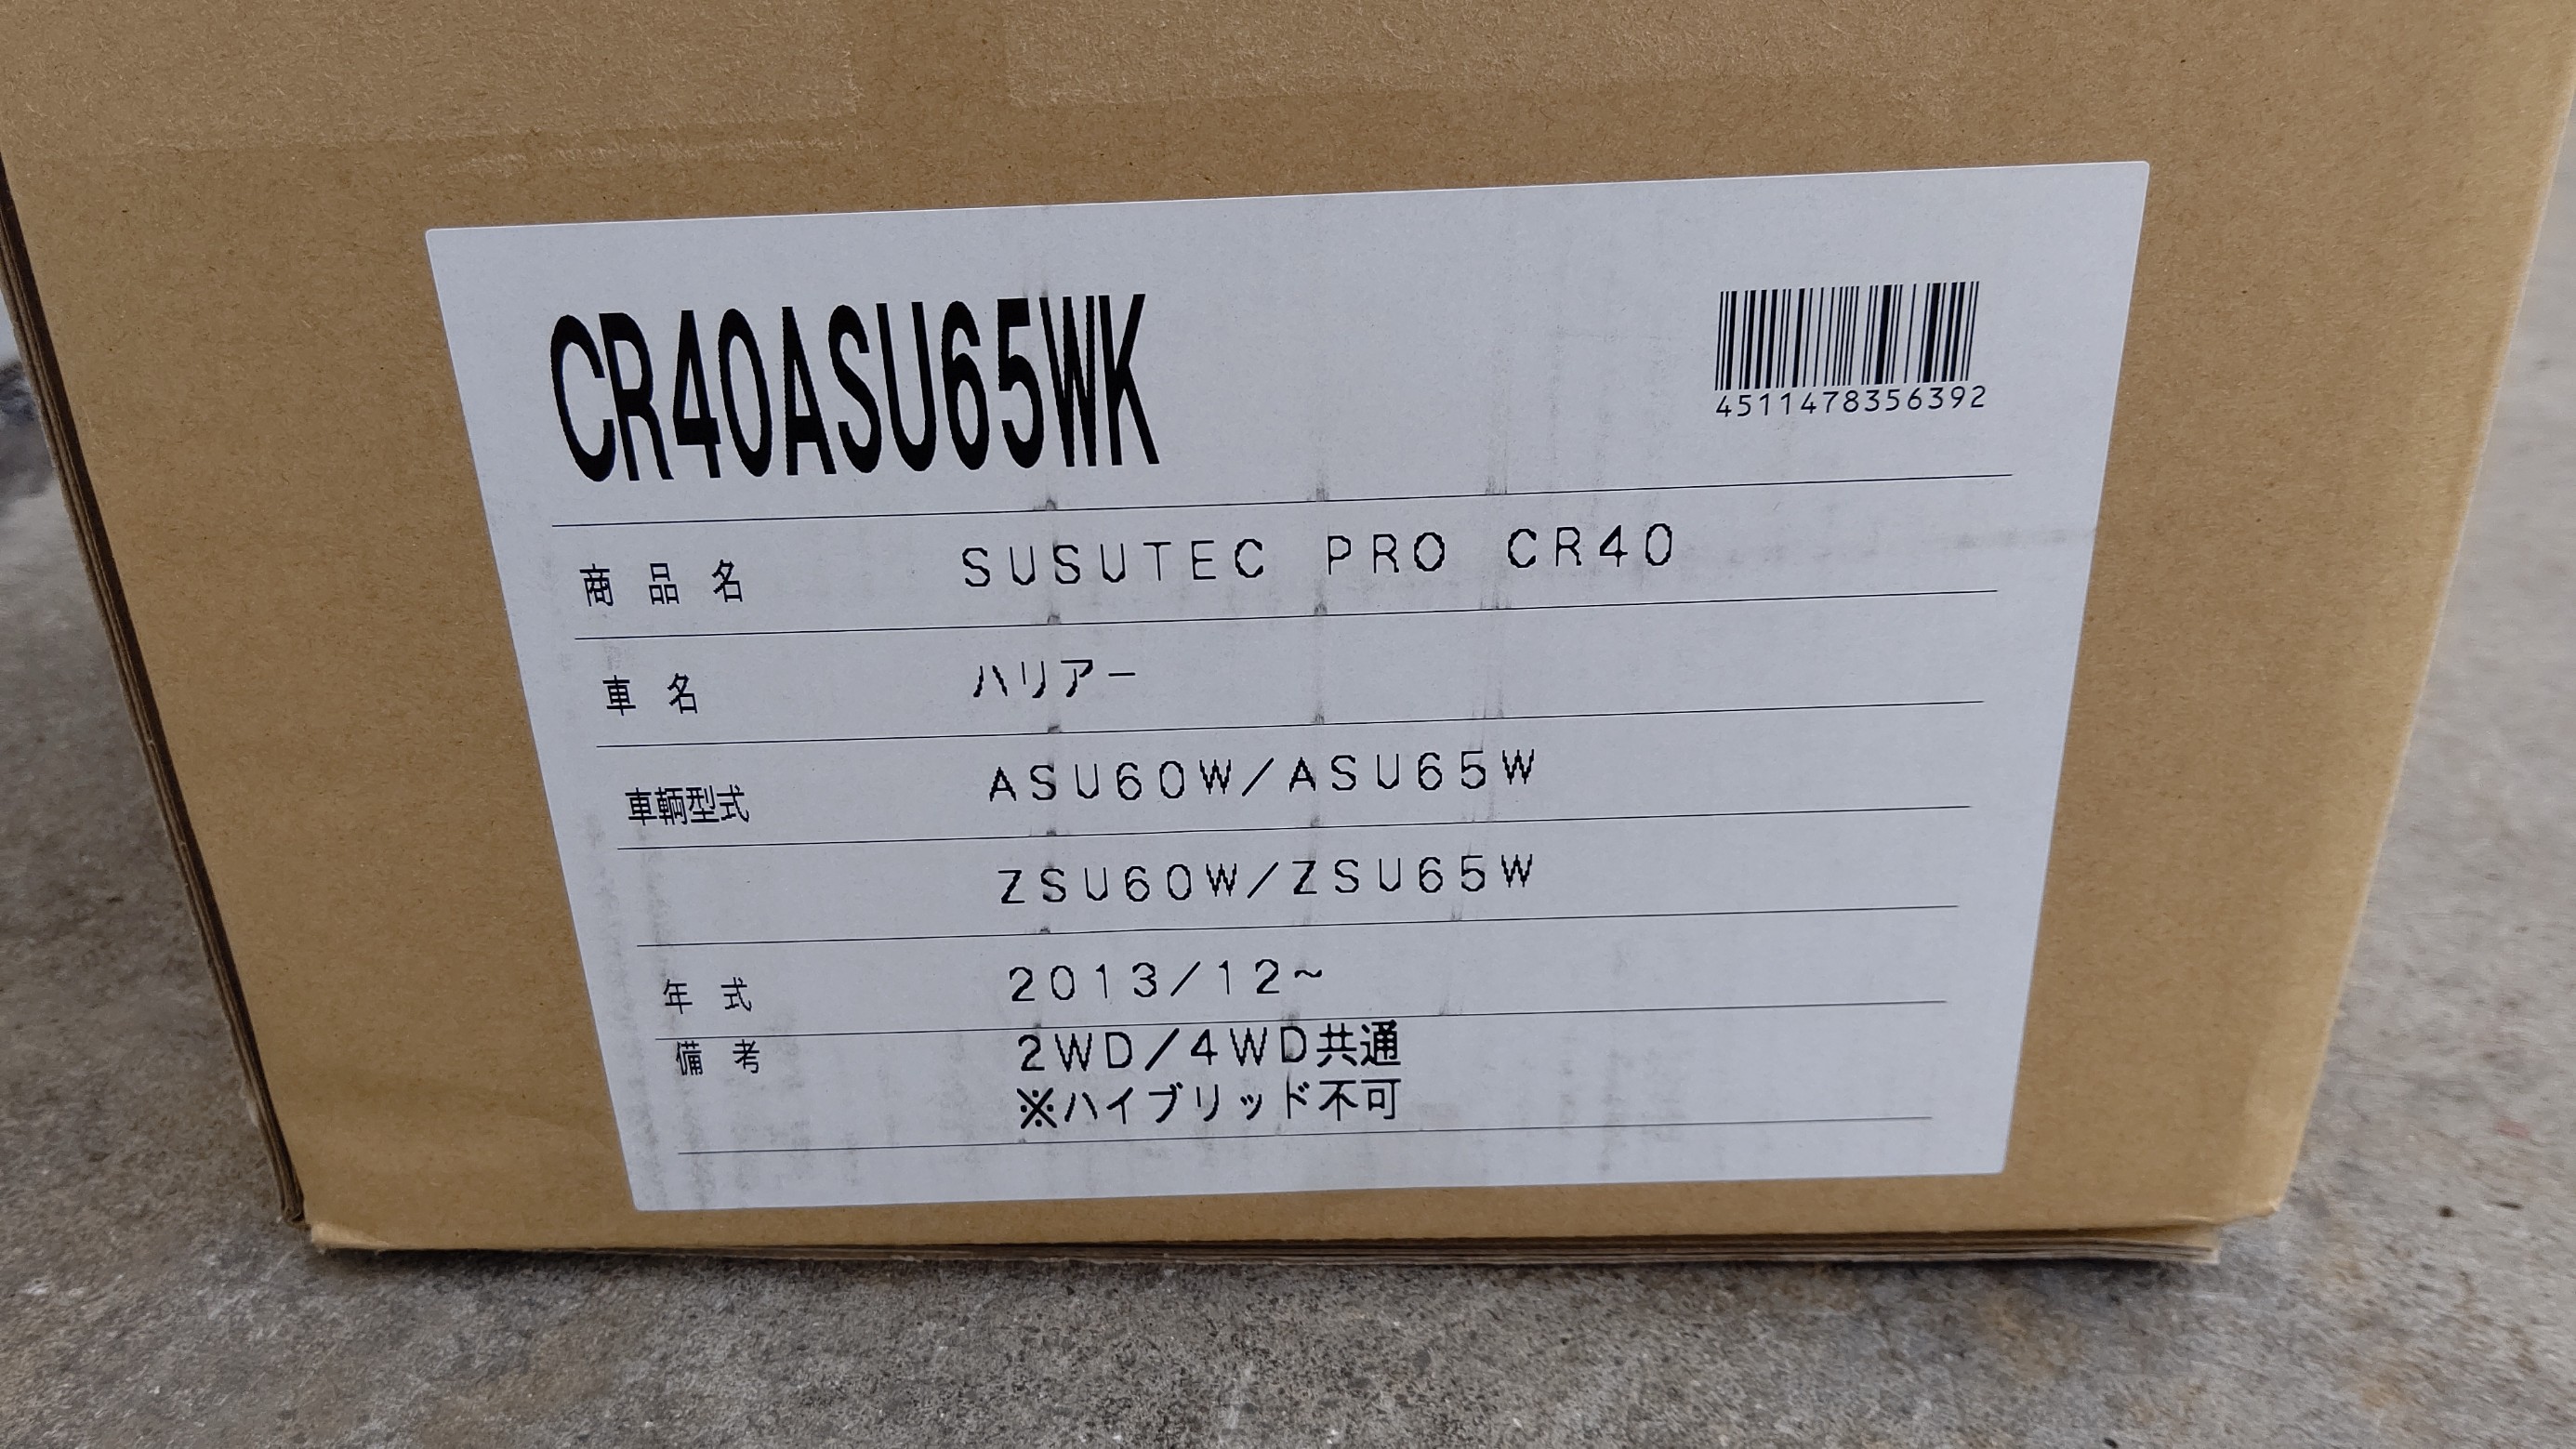 CR40ASU65WK
4511478356392
商品名 SUSUTEC PRO CR40
車名 ハリアー
車輌型式 ASU60W/ASU65W
ZSU60W/ZSU65W
年式 2013/12~
備考 2WD/4WD共通
※ハイブリッド不可